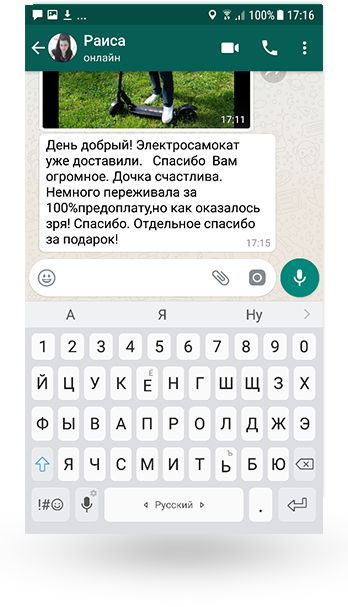 ... 100% 17:16
Раиса
онлайн
17:11
День добрый! Электросамокат
уже доставили. Спасибо Вам
огромное. Дочка счастлива.
Немного переживала за
100%предоплату,но как оказалось
зря! Спасибо. Отдельное спасибо
за подарок!
17:15
А Я Ну
1 2 3 4 5 6 7 8 9 0
Й Ц У К Е Ё Н Г Ш Щ З Х
Ф Ы В А П Р О Л Д Ж Э
Я Ч С М И Т Ь Ъ Б Ю
!#☺ Русский .